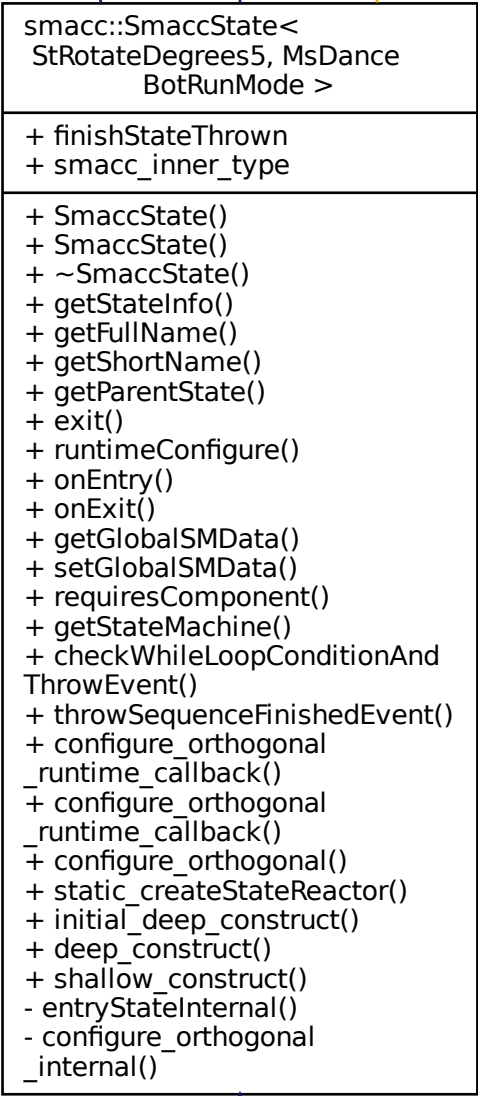 smacc::SmaccState<
StRotateDegrees5, MsDance
BotRunMode >
+ finishStateThrown
+ smacc_inner_type
+ SmaccState()
+ SmaccState()
+ ~SmaccState()
+ getStateInfo()
+ getFullName()
+ getShortName()
+ getParentState()
+ exit()
+ runtimeConfigure()
+ onEntry()
+ onExit()
+ getGlobalSMData()
+ setGlobalSMData()
+ requiresComponent()
+ getStateMachine()
+ checkWhileLoopConditionAnd
ThrowEvent()
+ throwSequenceFinishedEvent()
+ configure_orthogonal
_runtime_callback()
+ configure_orthogonal
_runtime_callback()
+ configure_orthogonal()
+ static_createStateReactor()
+ initial_deep_construct()
+ deep_construct()
+ shallow_construct()
- entryStateInternal()
- configure_orthogonal
_internal()